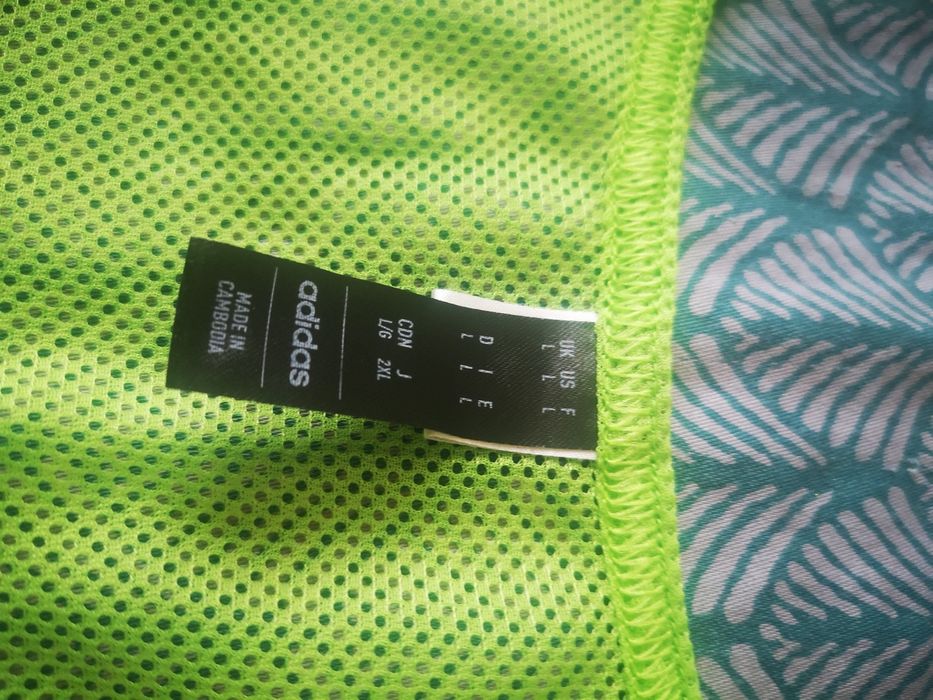 UK US F
L L L
D I E
L L L
CDN J
L/G 2XL
adidas
MADE IN
CAMBODIA